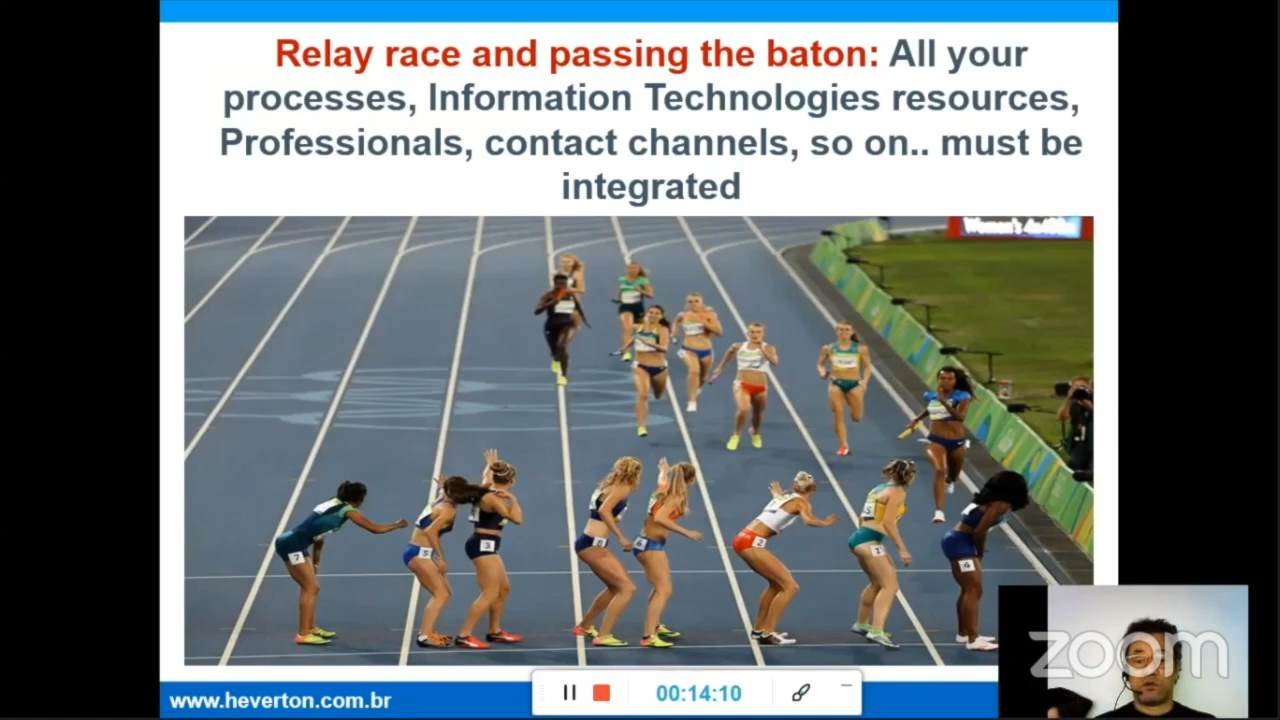 Relay race and passing the baton: All your
processes, Information Technologies resources,
Professionals, contact channels, so on.. must be
integrated
Women's
7
5
3
6
2
1
4
www.heverton.com.br
00:14:10
zoom